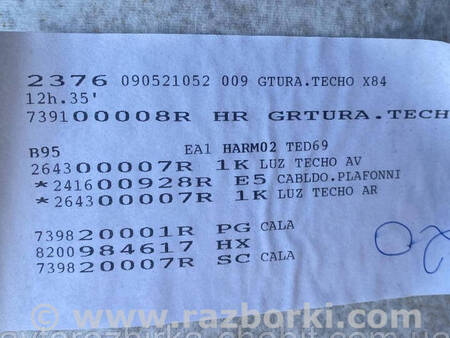 2376 090521052 009 GTURA.TECHO X84
12h.35'
739100008R HR GRTURA.TECH
B95 EA1 HARM02 TED69
264300007R 1K LUZ TECHO AV
*241600928R E5 CABLDO.PLAFONNI
*264300007R 1K LUZ TECHO AR
739820001R PG CALA
8200984617 HX
739820007R SC CALA
20
www.razborki.com